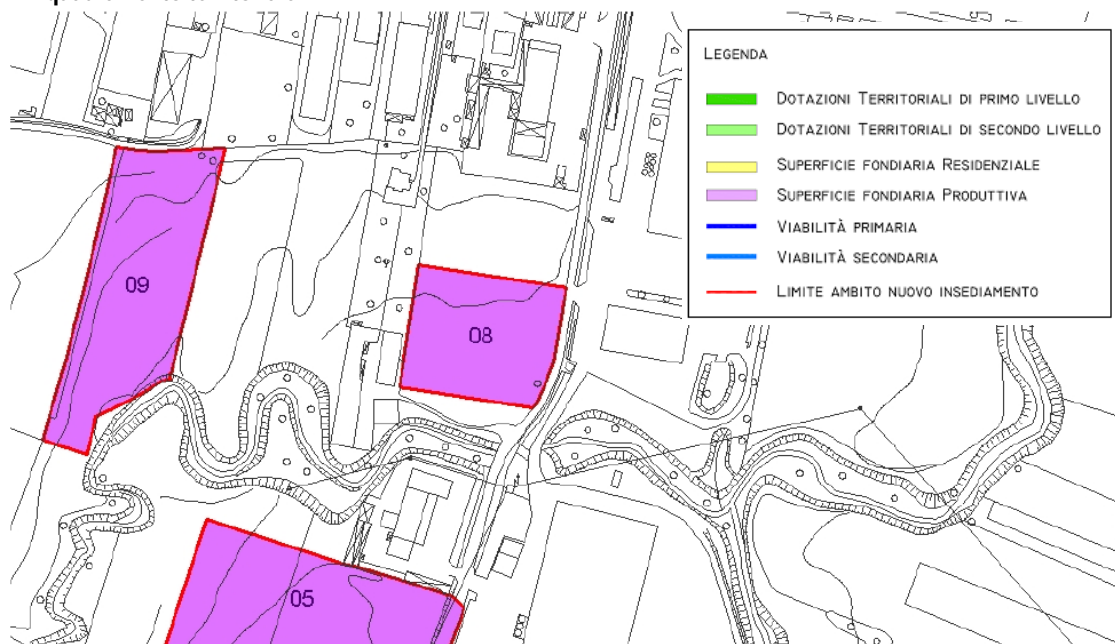 LEGENDA
DOTAZIONI TERRITORIALI DI PRIMO LIVELLO
DOTAZIONI TERRITORIALI DI SECONDO LIVELLO
SUPERFICIE FONDIARIA RESIDENZIALE
SUPERFICIE FONDIARIA PRODUTTIVA
VIABILITÀ PRIMARIA
VIABILITÀ SECONDARIA
LIMITE AMBITO NUOVO INSEDIAMENTO
09
08
05